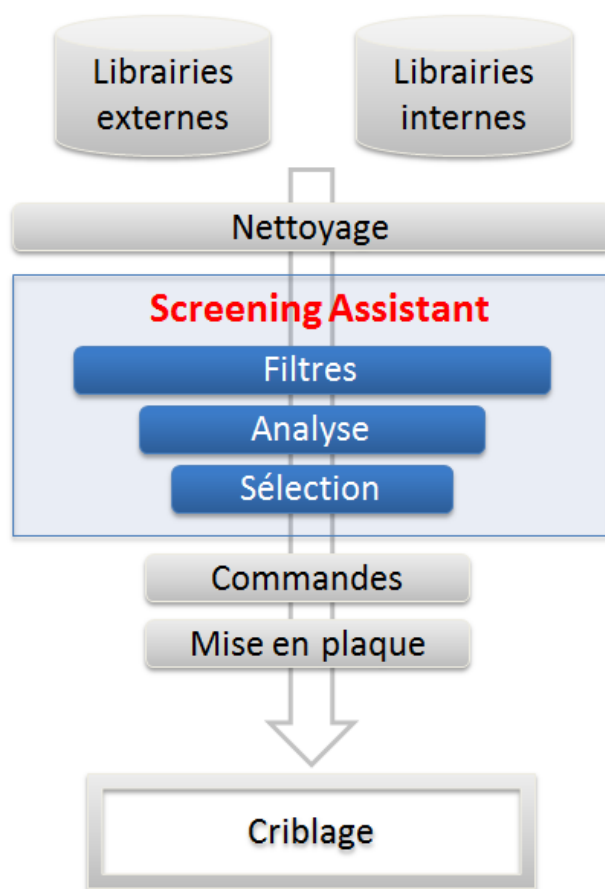 Librairies
externes
Librairies
internes
Nettoyage
Screening Assistant
Filtres
Analyse
Sélection
Commandes
Mise en plaque
Criblage